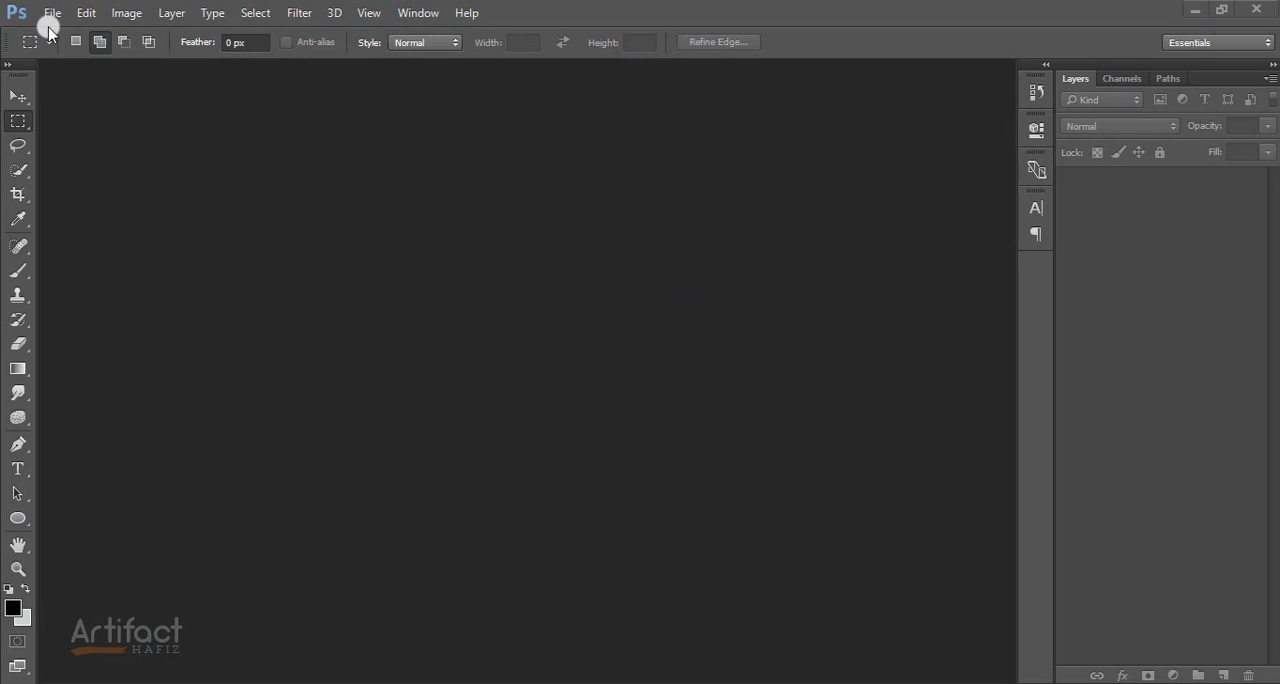 Ps File Edit Image Layer Type Select Filter 3D View Window Help
Feather: 0 px Anti-alias Style: Normal Width: Height: Refine Edge... Essentials
Layers Channels Paths
Kind
Normal Opacity:
Lock: Fill:
Artifact
HAFIZ